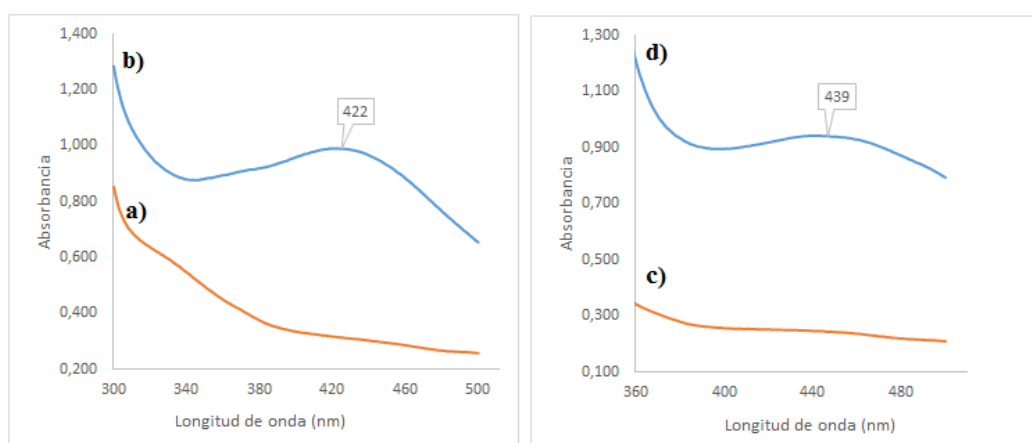 1,400
1,200
1,000
0,800
0,600
0,400
0,200
Absorbancia
b)
a)
422
300 340 380 420 460 500
Longitud de onda (nm)
1,300
1,100
0,900
0,700
0,500
0,300
0,100
Absorbancia
d)
c)
439
360 400 440 480
Longitud de onda (nm)